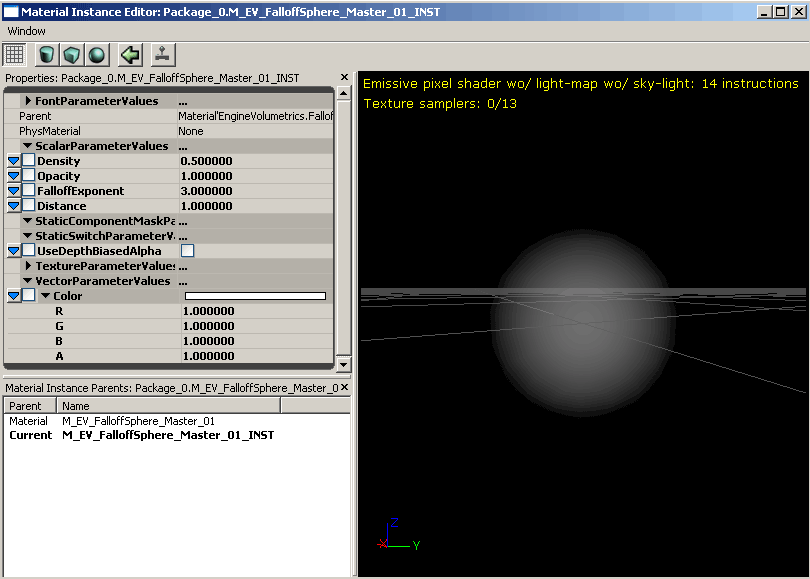 Material Instance Editor: Package_0.M_EV_FalloffSphere_Master_01_INST
Window
Properties: Package_0.M_EV_FalloffSphere_Master_01_INST
FontParameterValues ...
Parent Material'EngineVolumetrics.Fallof
PhysMaterial None
ScalarParameterValues ...
Density 0.500000
Opacity 1.000000
FalloffExponent 3.000000
Distance 1.000000
StaticComponentMaskPa ...
StaticSwitchParameterV. ...
UseDepthBiasedAlpha
TextureParameterValues ...
VectorParameterValues ...
Color
R 1.000000
G 1.000000
B 1.000000
A 1.000000
Material Instance Parents: Package_0.M_EV_FalloffSphere_Master_0
Parent Name
Material M_EV_FalloffSphere_Master_01
Current M_EV_FalloffSphere_Master_01_INST
Emissive pixel shader wo/ light-map wo/ sky-light: 14 instructions
Texture samplers: 0/13
Z
X Y